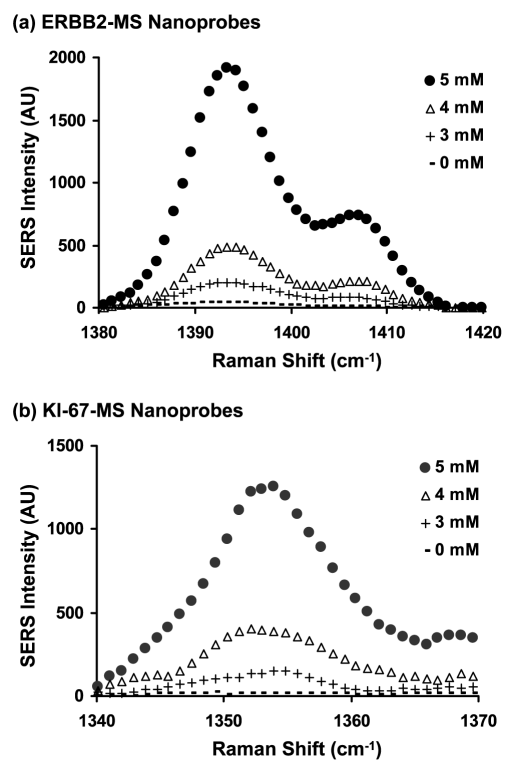 (a) ERBB2-MS Nanoprobes
SERS Intensity (AU)
2000
1500
1000
500
0
5 mM
4 mM
3 mM
0 mM
1380 1390 1400 1410 1420
Raman Shift (cm⁻¹)
(b) KI-67-MS Nanoprobes
SERS Intensity (AU)
1500
1000
500
0
5 mM
4 mM
3 mM
0 mM
1340 1350 1360 1370
Raman Shift (cm⁻¹)